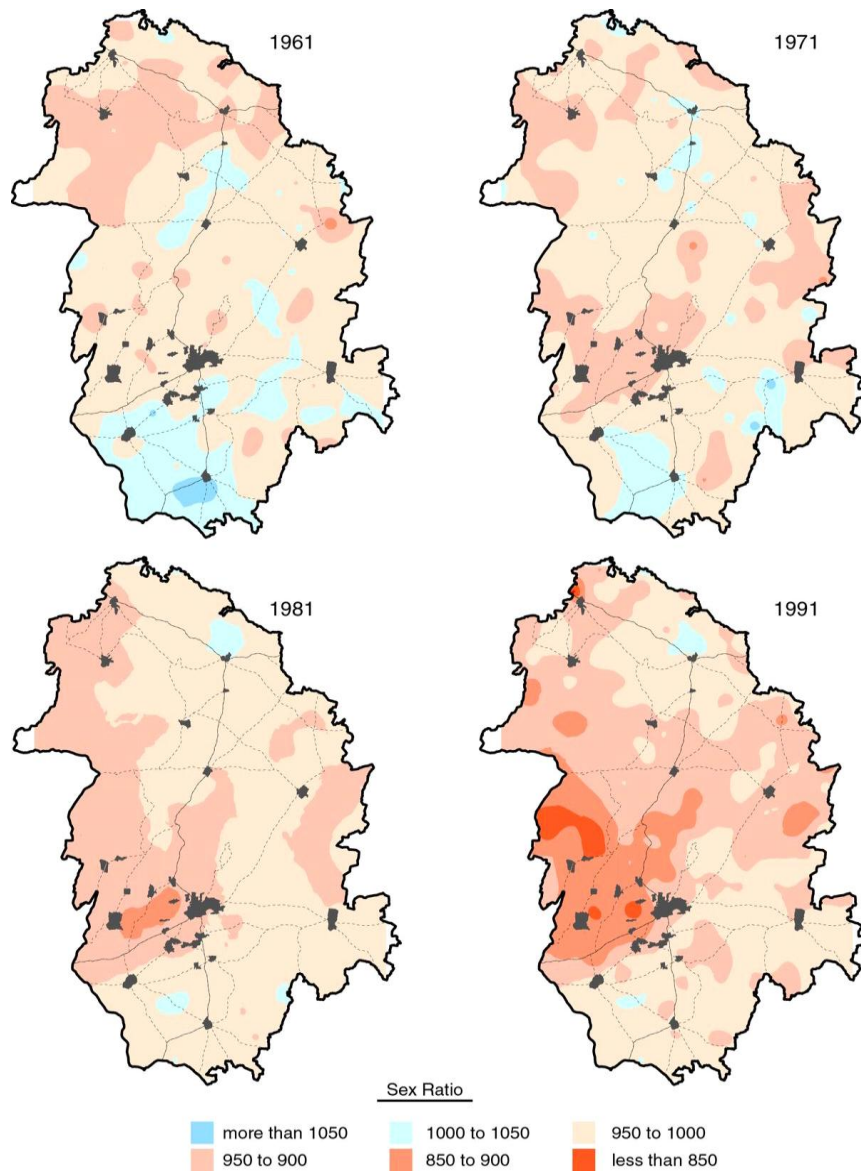 1961
1971
1981
1991
Sex Ratio
more than 1050
1000 to 1050
950 to 1000
950 to 900
850 to 900
less than 850